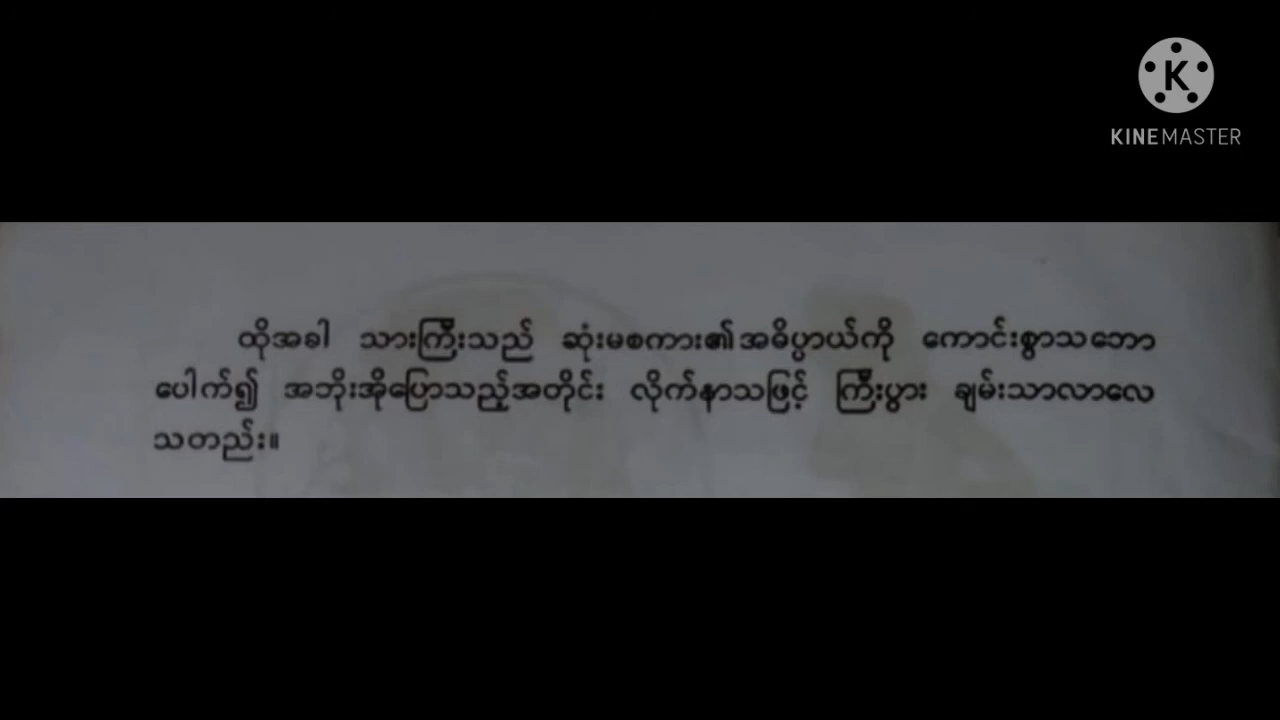 KINEMASTER
ထိုအခါ သားကြီးသည် ဆုံးမစကား၏အဓိပ္ပာယ်ကို ကောင်းစွာသဘော
ပေါက်၍ အဘိုးအိုပြောသည့်အတိုင်း လိုက်နာသဖြင့် ကြီးပွား ချမ်းသာလာလေ
သတည်း။